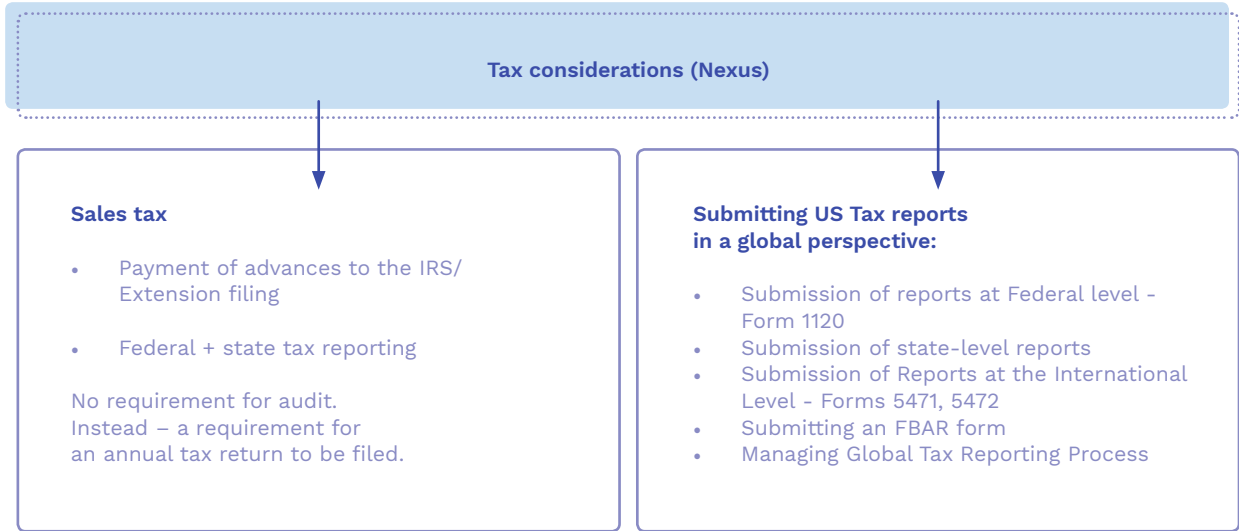 Tax considerations (Nexus)
Sales tax
• Payment of advances to the IRS/
Extension filing
• Federal + state tax reporting
No requirement for audit.
Instead – a requirement for
an annual tax return to be filed.
Submitting US Tax reports
in a global perspective:
• Submission of reports at Federal level -
Form 1120
• Submission of state-level reports
• Submission of Reports at the International
Level - Forms 5471, 5472
• Submitting an FBAR form
• Managing Global Tax Reporting Process